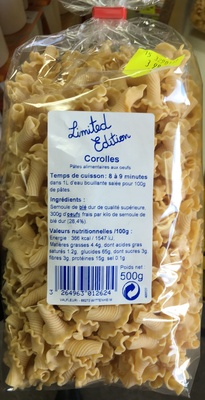 Limited
Edition
Corolles
Pâtes alimentaires aux oeufs
Temps de cuisson: 8 à 9 minutes
dans 1L d'eau bouillante salée pour 100g
de pâtes
Ingrédients :
Semoule de blé dur de qualité supérieure,
300g d'oeufs frais par kilo de semoule de
blé dur (28,4%).
Valeurs nutritionnelles /100g :
Energie : 366 kcal / 1547 kJ,
Matières grasses 4.4g, dont acides gras
saturés 1.2g, glucides 65g, dont sucres 3g,
fibres 3g, protéines 15g, sel 0.1g.
Poids net
500g
3 264963 012624